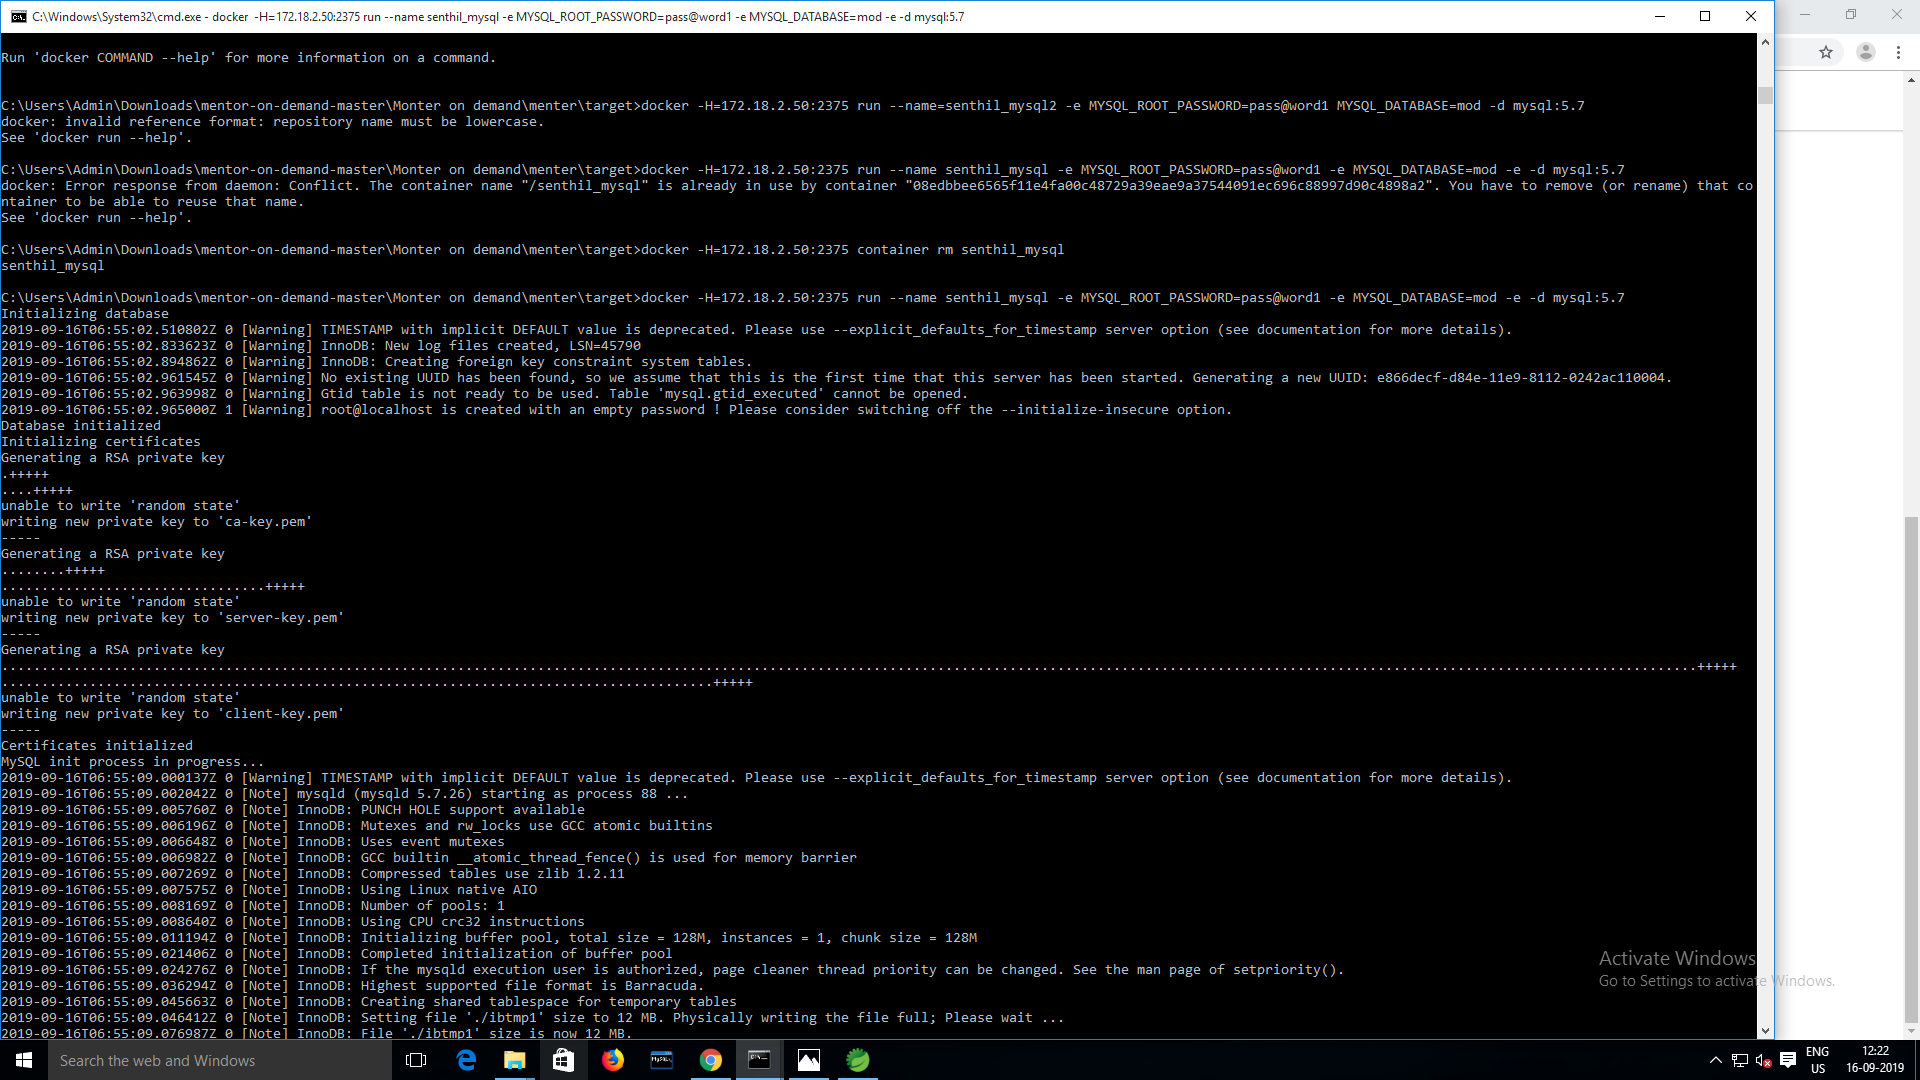 C:\Windows\System32\cmd.exe - docker  -H=172.18.2.50:2375 run --name senthil_mysql -e MYSQL_ROOT_PASSWORD=pass@word1 -e MYSQL_DATABASE=mod -e -d mysql:5.7
Run 'docker COMMAND --help' for more information on a command.
C:\Users\Admin\Downloads\mentor-on-demand-master\Monter on demand\menter\target>docker -H=172.18.2.50:2375 run --name=senthil_mysql2 -e MYSQL_ROOT_PASSWORD=pass@word1 MYSQL_DATABASE=mod -d mysql:5.7
docker: invalid reference format: repository name must be lowercase.
See 'docker run --help'.
C:\Users\Admin\Downloads\mentor-on-demand-master\Monter on demand\menter\target>docker -H=172.18.2.50:2375 run --name senthil_mysql -e MYSQL_ROOT_PASSWORD=pass@word1 -e MYSQL_DATABASE=mod -e -d mysql:5.7
docker: Error response from daemon: Conflict. The container name "/senthil_mysql" is already in use by container "08edbbee6565f11e4fa00c48729a39eae9a37544091ec696c88997d90c4898a2". You have to remove (or rename) that co
ntainer to be able to reuse that name.
See 'docker run --help'.
C:\Users\Admin\Downloads\mentor-on-demand-master\Monter on demand\menter\target>docker -H=172.18.2.50:2375 container rm senthil_mysql
senthil_mysql
C:\Users\Admin\Downloads\mentor-on-demand-master\Monter on demand\menter\target>docker -H=172.18.2.50:2375 run --name senthil_mysql -e MYSQL_ROOT_PASSWORD=pass@word1 -e MYSQL_DATABASE=mod -e -d mysql:5.7
Initializing database
2019-09-16T06:55:02.510802Z 0 [Warning] TIMESTAMP with implicit DEFAULT value is deprecated. Please use --explicit_defaults_for_timestamp server option (see documentation for more details).
2019-09-16T06:55:02.833623Z 0 [Warning] InnoDB: New log files created, LSN=45790
2019-09-16T06:55:02.894862Z 0 [Warning] InnoDB: Creating foreign key constraint system tables.
2019-09-16T06:55:02.961545Z 0 [Warning] No existing UUID has been found, so we assume that this is the first time that this server has been started. Generating a new UUID: e866decf-d84e-11e9-8112-0242ac110004.
2019-09-16T06:55:02.963998Z 0 [Warning] Gtid table is not ready to be used. Table 'mysql.gtid_executed' cannot be opened.
2019-09-16T06:55:02.965000Z 1 [Warning] root@localhost is created with an empty password ! Please consider switching off the --initialize-insecure option.
Database initialized
Initializing certificates
Generating a RSA private key
.+++++
....+++++
unable to write 'random state'
writing new private key to 'ca-key.pem'
-----
Generating a RSA private key
........+++++
.................................+++++
unable to write 'random state'
writing new private key to 'server-key.pem'
-----
Generating a RSA private key
....................................................................................................................................................................................................................+++++
.........................................................................................+++++
unable to write 'random state'
writing new private key to 'client-key.pem'
-----
Certificates initialized
MySQL init process in progress...
2019-09-16T06:55:09.000137Z 0 [Warning] TIMESTAMP with implicit DEFAULT value is deprecated. Please use --explicit_defaults_for_timestamp server option (see documentation for more details).
2019-09-16T06:55:09.002042Z 0 [Note] mysqld (mysqld 5.7.26) starting as process 88 ...
2019-09-16T06:55:09.005760Z 0 [Note] InnoDB: PUNCH HOLE support available
2019-09-16T06:55:09.006196Z 0 [Note] InnoDB: Mutexes and rw_locks use GCC atomic builtins
2019-09-16T06:55:09.006648Z 0 [Note] InnoDB: Uses event mutexes
2019-09-16T06:55:09.006982Z 0 [Note] InnoDB: GCC builtin __atomic_thread_fence() is used for memory barrier
2019-09-16T06:55:09.007269Z 0 [Note] InnoDB: Compressed tables use zlib 1.2.11
2019-09-16T06:55:09.007575Z 0 [Note] InnoDB: Using Linux native AIO
2019-09-16T06:55:09.008169Z 0 [Note] InnoDB: Number of pools: 1
2019-09-16T06:55:09.008640Z 0 [Note] InnoDB: Using CPU crc32 instructions
2019-09-16T06:55:09.011194Z 0 [Note] InnoDB: Initializing buffer pool, total size = 128M, instances = 1, chunk size = 128M
2019-09-16T06:55:09.021406Z 0 [Note] InnoDB: Completed initialization of buffer pool
2019-09-16T06:55:09.024276Z 0 [Note] InnoDB: If the mysqld execution user is authorized, page cleaner thread priority can be changed. See the man page of setpriority().
2019-09-16T06:55:09.036294Z 0 [Note] InnoDB: Highest supported file format is Barracuda.
2019-09-16T06:55:09.045663Z 0 [Note] InnoDB: Creating shared tablespace for temporary tables
2019-09-16T06:55:09.046412Z 0 [Note] InnoDB: Setting file './ibtmp1' size to 12 MB. Physically writing the file full; Please wait ...
2019-09-16T06:55:09.076987Z 0 [Note] InnoDB: File './ibtmp1' size is now 12 MB.
Activate Windows
Go to Settings to activate Windows.
Search the web and Windows
MySQL
ENG
US
12:22
16-09-2019